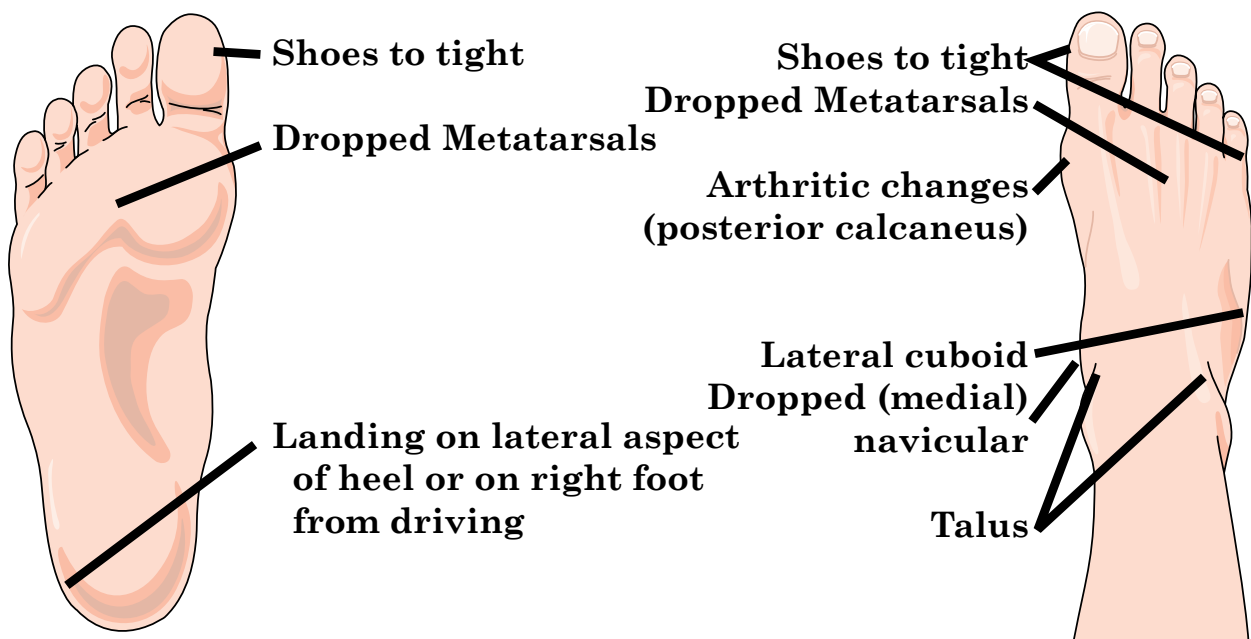 Shoes to tight
Dropped Metatarsals
Landing on lateral aspect
of heel or on right foot
from driving
Shoes to tight
Dropped Metatarsals
Arthritic changes
(posterior calcaneus)
Lateral cuboid
Dropped (medial)
navicular
Talus